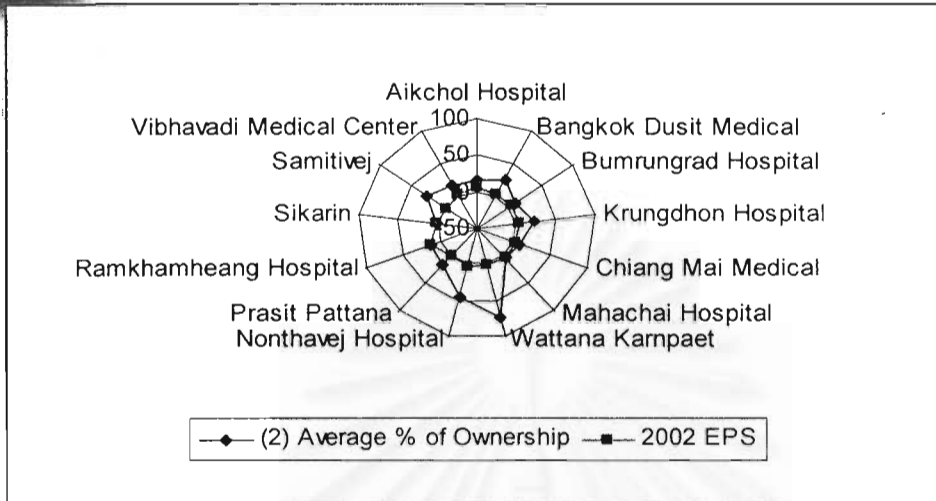 Aikchol Hospital
Vibhavadi Medical Center
100
Bangkok Dusit Medical
Samitivej
50
Bumrungrad Hospital
Sikarin
50
Krungdhon Hospital
Ramkhamheang Hospital
Chiang Mai Medical
Prasit Pattana
Mahachai Hospital
Nonthavej Hospital
Wattana Karnpaet
(2) Average % of Ownership
2002 EPS